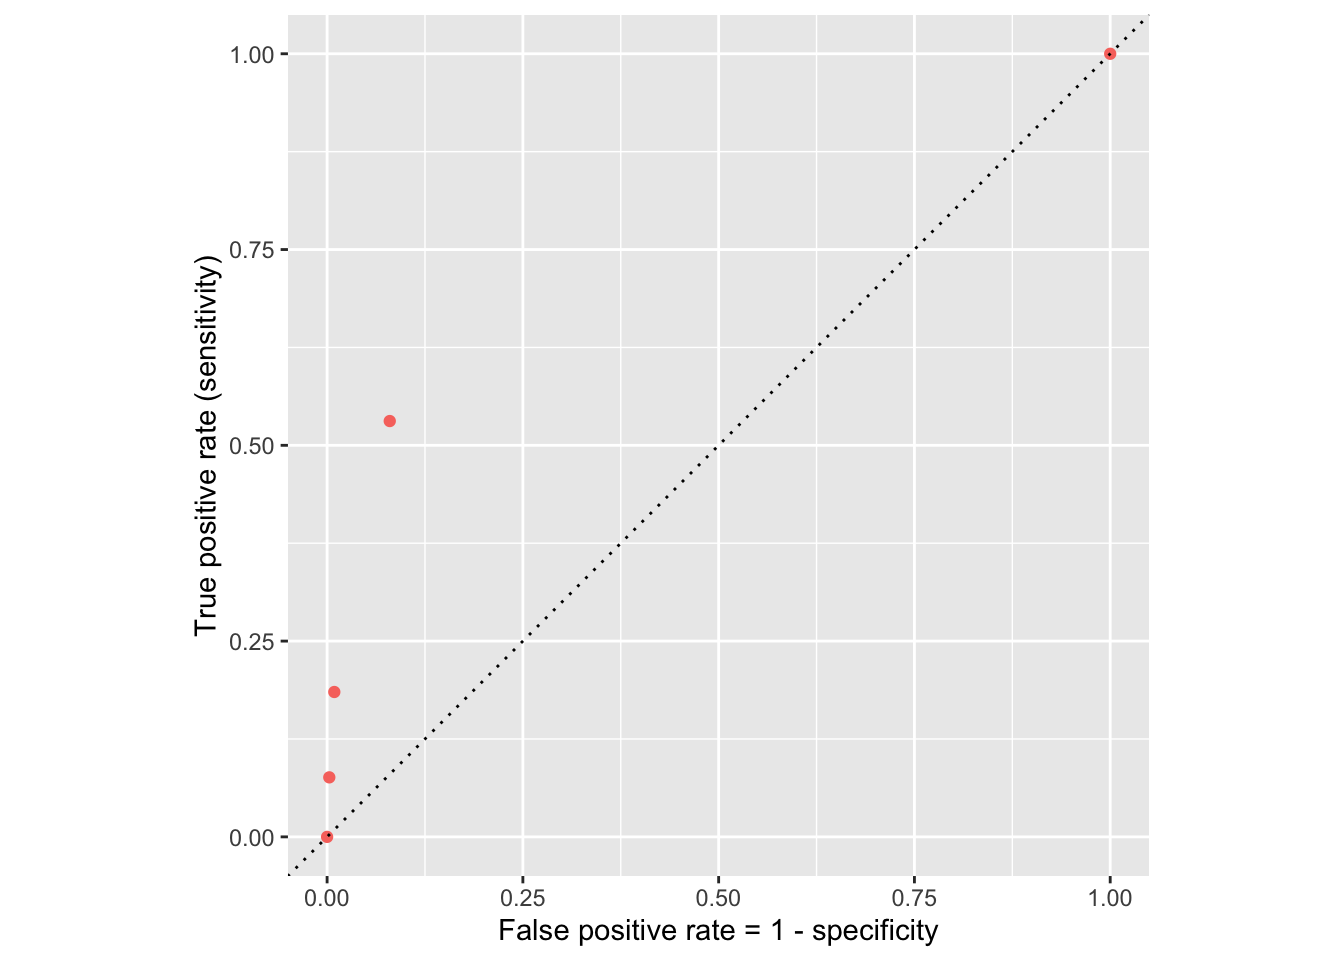 True positive rate (sensitivity)
1.00
0.75
0.50
0.25
0.00
0.00 0.25 0.50 0.75 1.00
False positive rate = 1 - specificity